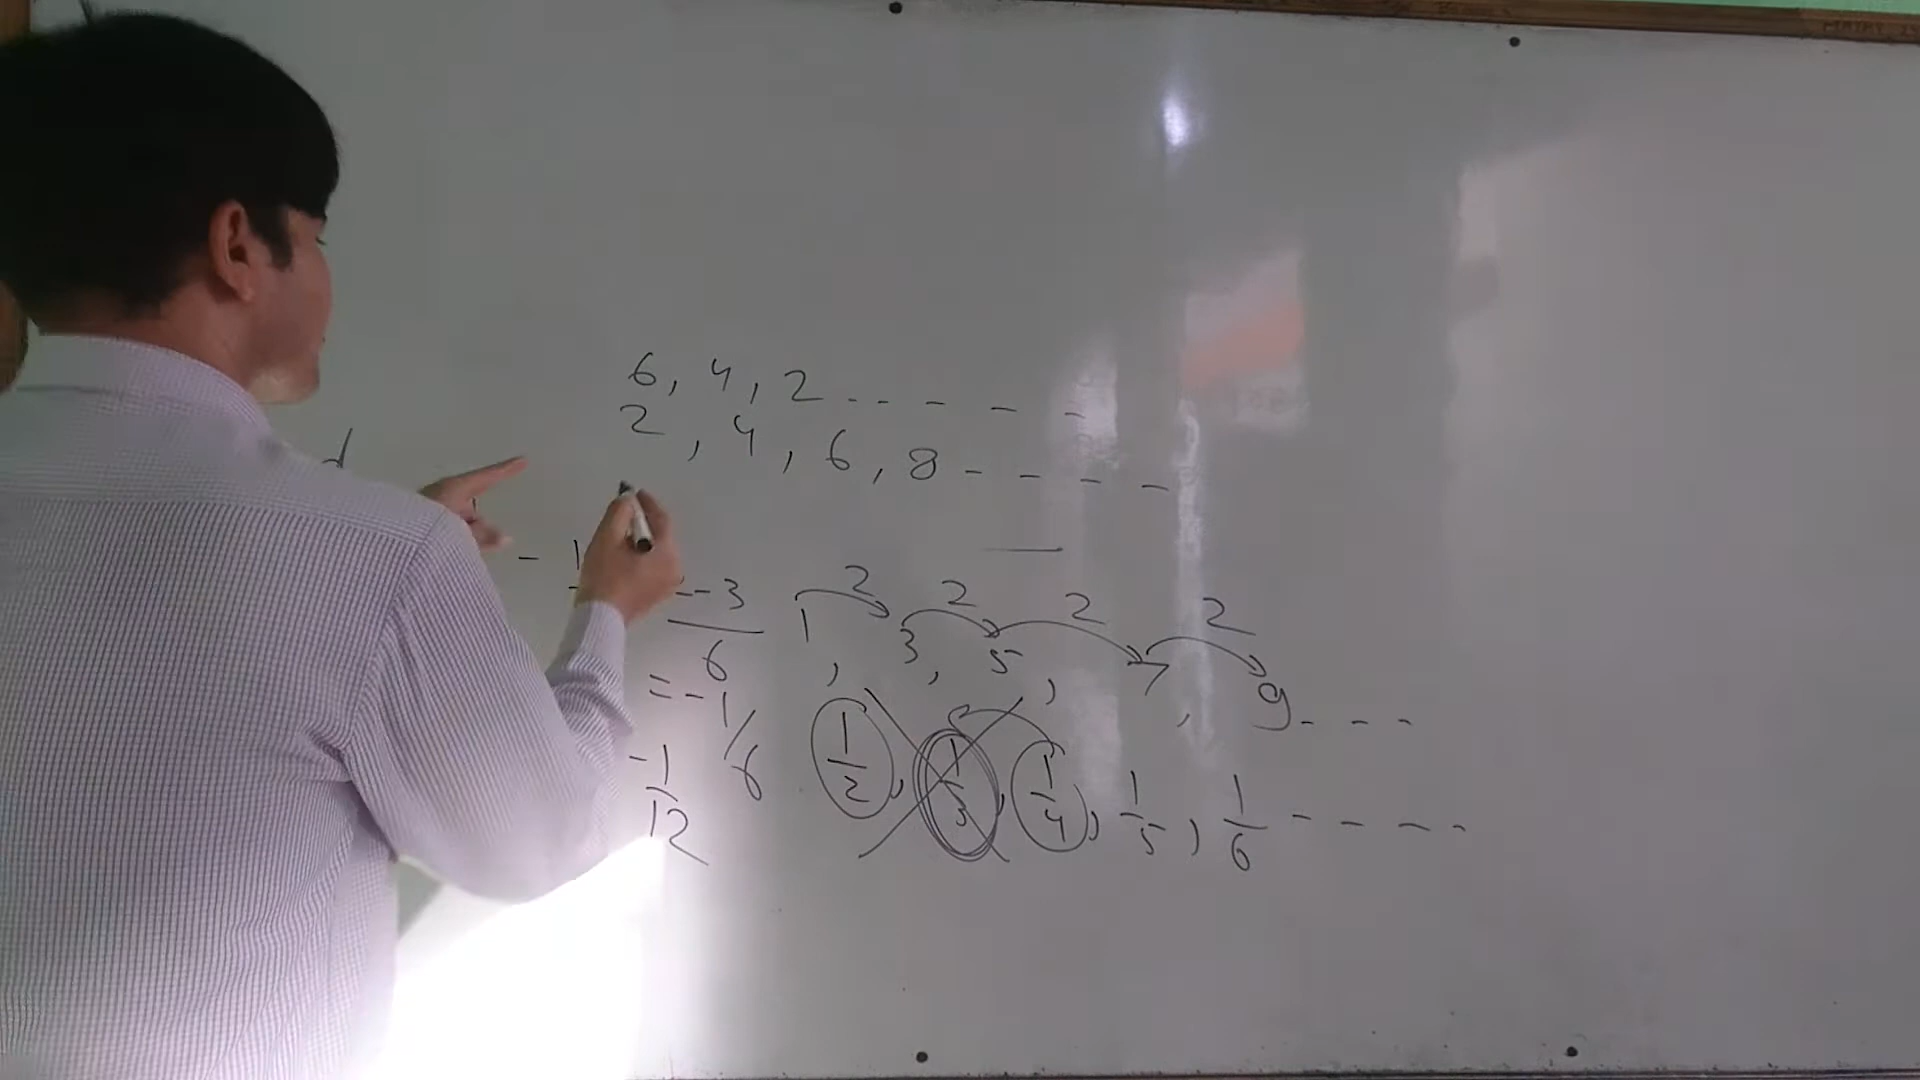 6, 4, 2 . . - - -
2, 4, 6, 8 - - - -
d
- 1
- 3
6
2 2 2 2
1, 3, 5, 7, 9 - - -
= - 1/6
1/2, 1/3, 1/4, 1/5, 1/6 - - - -
-1/12